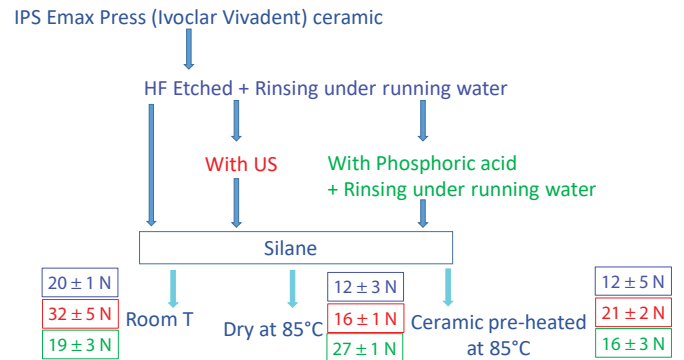 IPS Emax Press (Ivoclar Vivadent) ceramic
HF Etched + Rinsing under running water
With US
With Phosphoric acid
+ Rinsing under running water
Silane
20 ± 1 N
32 ± 5 N
19 ± 3 N
Room T
Dry at 85°C
12 ± 3 N
16 ± 1 N
27 ± 1 N
Ceramic pre-heated
at 85°C
12 ± 5 N
21 ± 2 N
16 ± 3 N